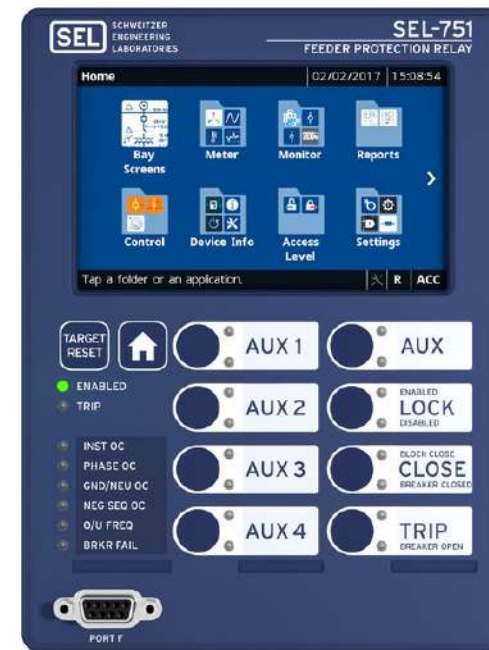 SEL
SCHWEITZER
ENGINEERING
LABORATORIES
SEL-751
FEEDER PROTECTION RELAY
Home 02/02/2017 15:08:54
Bay
Screens
Meter
Monitor
Reports
Control
Device Info
Access
Level
Settings
Tap a folder or an application.
R ACC
TARGET
RESET
AUX 1
AUX
ENABLED
TRIP
AUX 2
ENABLED
LOCK
DISABLED
INST OC
PHASE OC
GND/NEU OC
NEG SEQ OC
O/U FREQ
BRKR FAIL
AUX 3
BLOCK CLOSE
CLOSE
BREAKER CLOSED
AUX 4
TRIP
BREAKER OPEN
PORT F